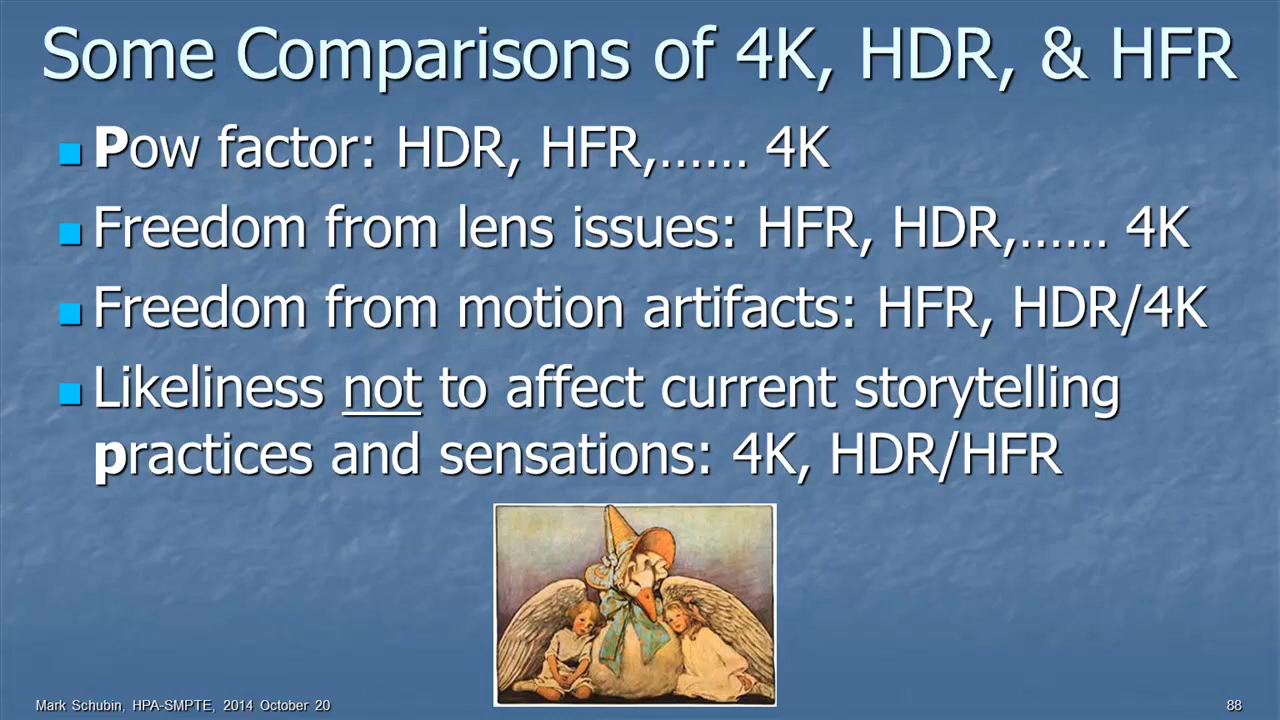 Some Comparisons of 4K, HDR, & HFR
Pow factor: HDR, HFR,...... 4K
Freedom from lens issues: HFR, HDR,...... 4K
Freedom from motion artifacts: HFR, HDR/4K
Likeliness not to affect current storytelling
practices and sensations: 4K, HDR/HFR
Mark Schubin, HPA-SMPTE, 2014 October 20
88